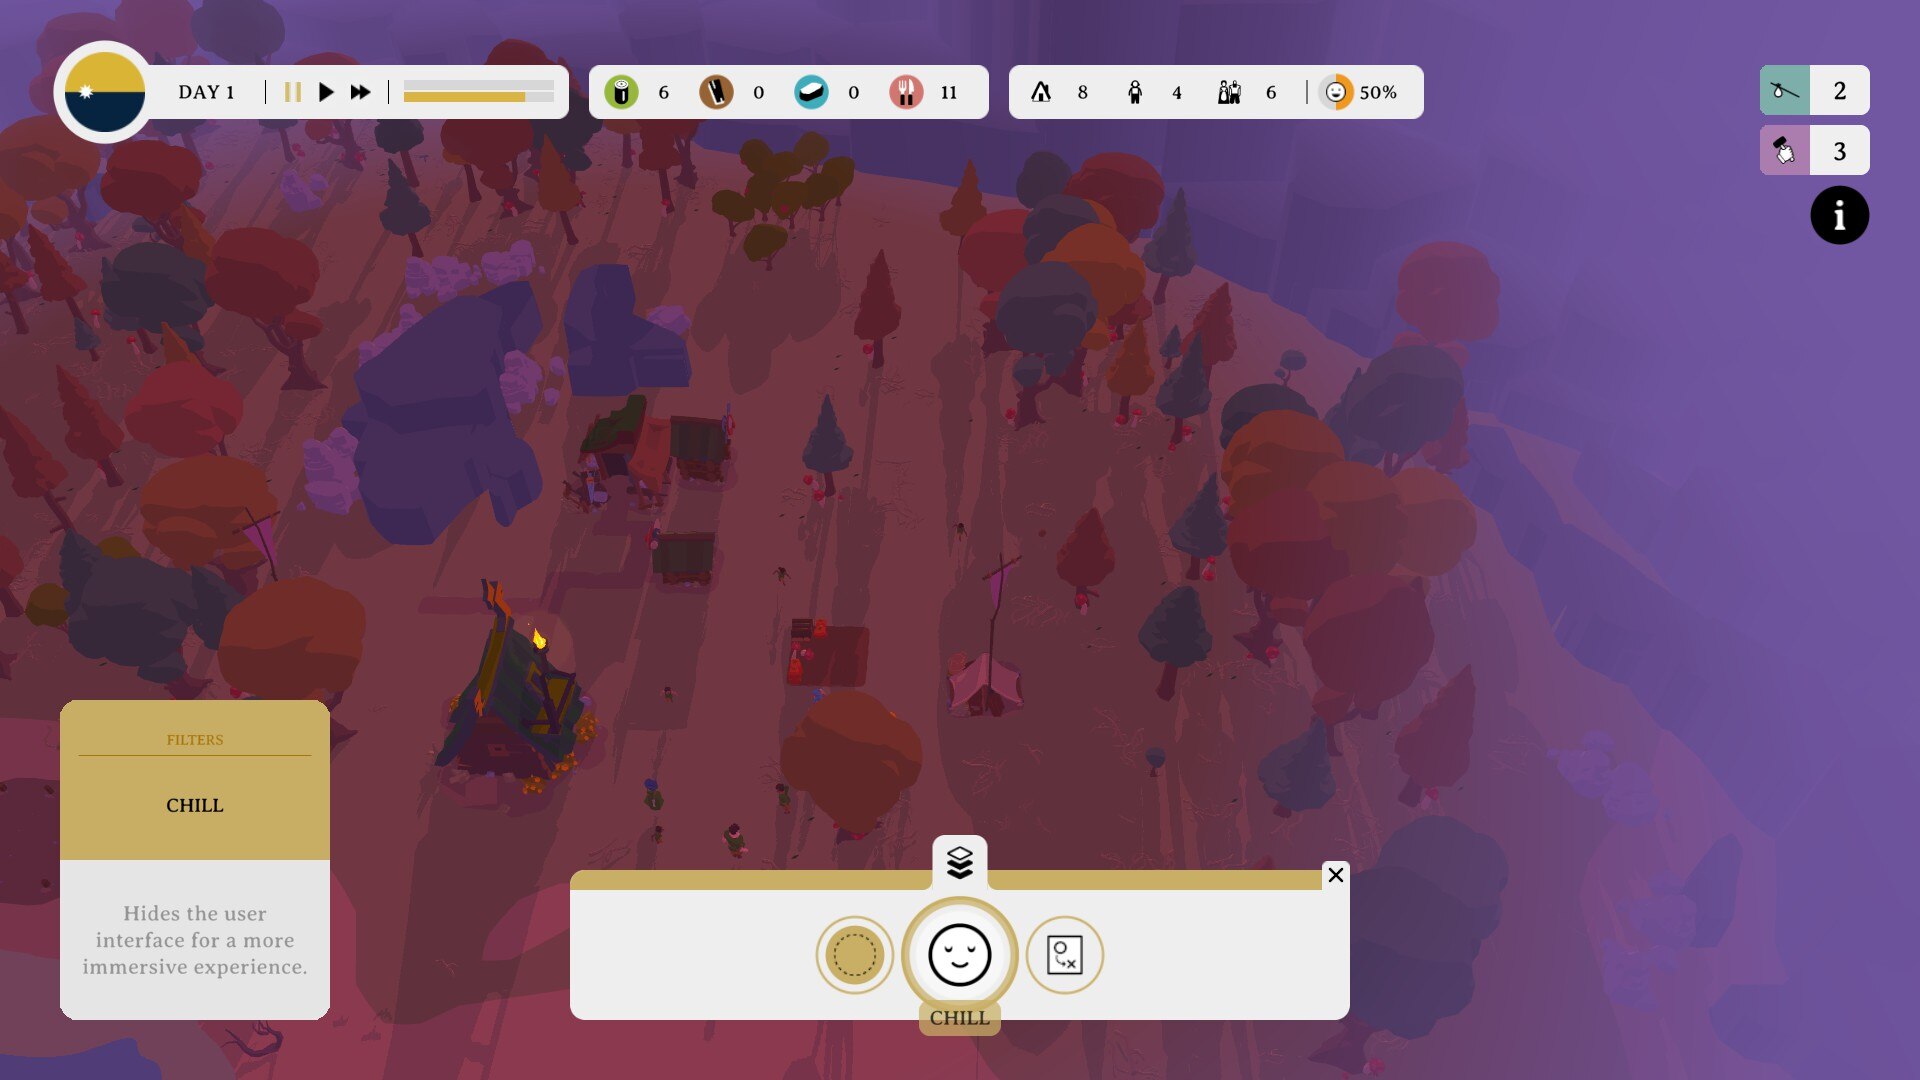 DAY 1
6
0
0
11
8
4
6
50%
2
3
i
FILTERS
CHILL
Hides the user
interface for a more
immersive experience.
CHILL